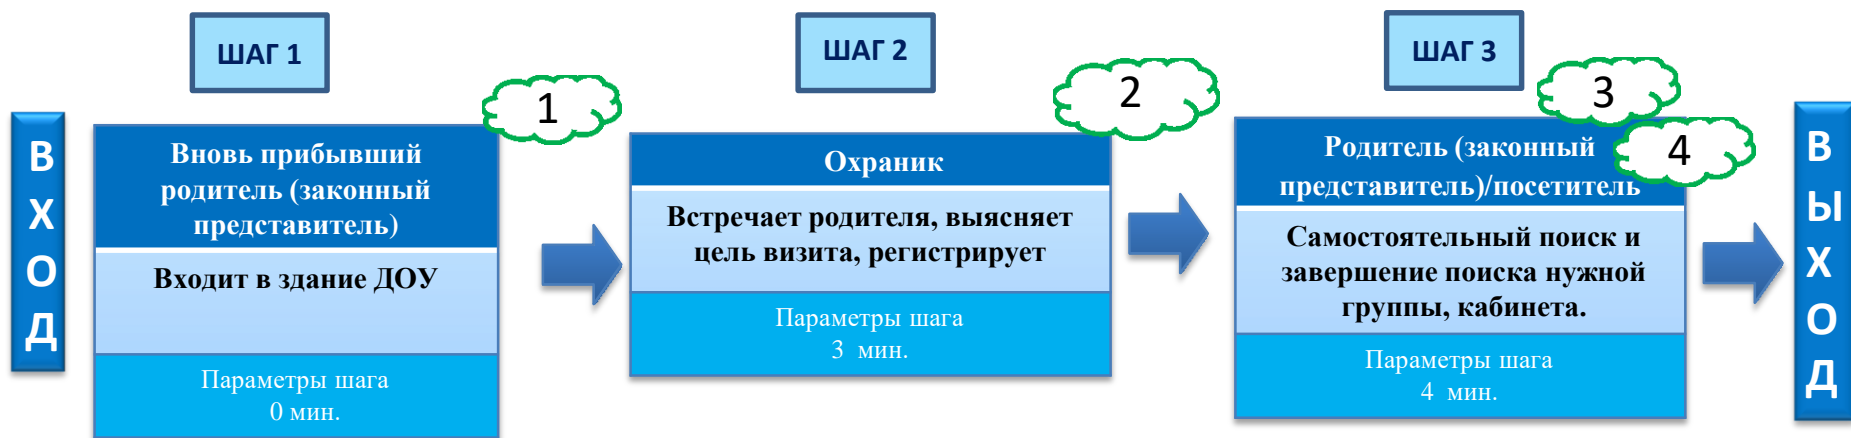 ВХОД
ШАГ 1
1
Вновь прибывший
родитель (законный
представитель)
Входит в здание ДОУ
Параметры шага
0 мин.
ШАГ 2
2
Охраник
Встречает родителя, выясняет
цель визита, регистрирует
Параметры шага
3 мин.
ШАГ 3
3
4
Родитель (законный
представитель)/посетитель
Самостоятельный поиск и
завершение поиска нужной
группы, кабинета.
Параметры шага
4 мин.
ВЫХОД